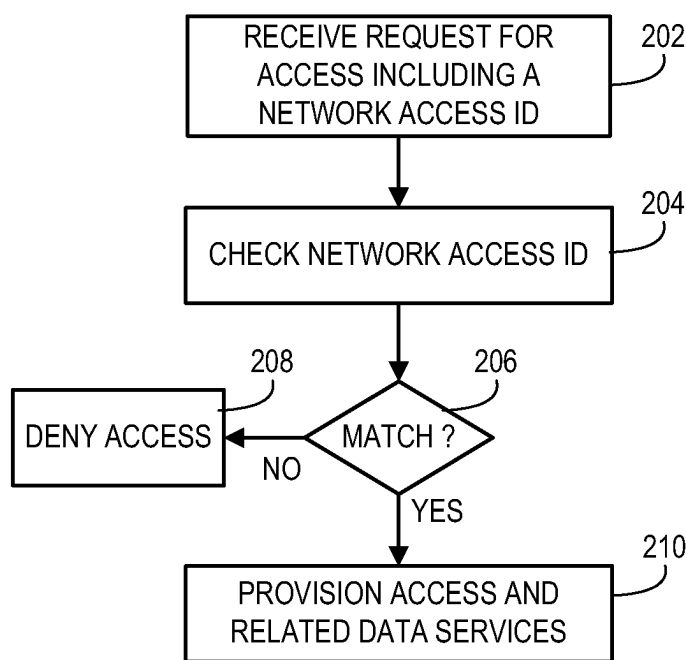 RECEIVE REQUEST FOR
ACCESS INCLUDING A
NETWORK ACCESS ID
202
CHECK NETWORK ACCESS ID
204
MATCH ?
206
NO
DENY ACCESS
208
YES
PROVISION ACCESS AND
RELATED DATA SERVICES
210